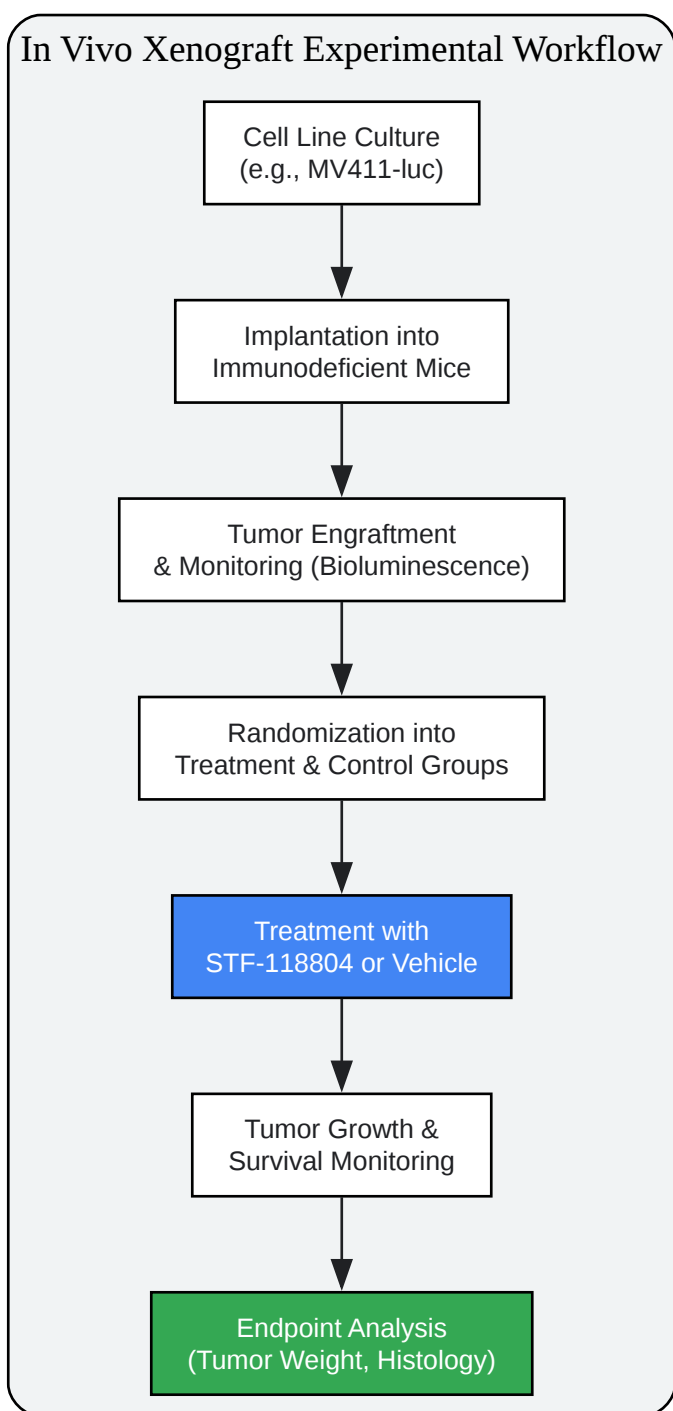 In Vivo Xenograft Experimental Workflow
Cell Line Culture
(e.g., MV411-luc)
Implantation into
Immunodeficient Mice
Tumor Engraftment
& Monitoring (Bioluminescence)
Randomization into
Treatment & Control Groups
Treatment with
STF-118804 or Vehicle
Tumor Growth &
Survival Monitoring
Endpoint Analysis
(Tumor Weight, Histology)